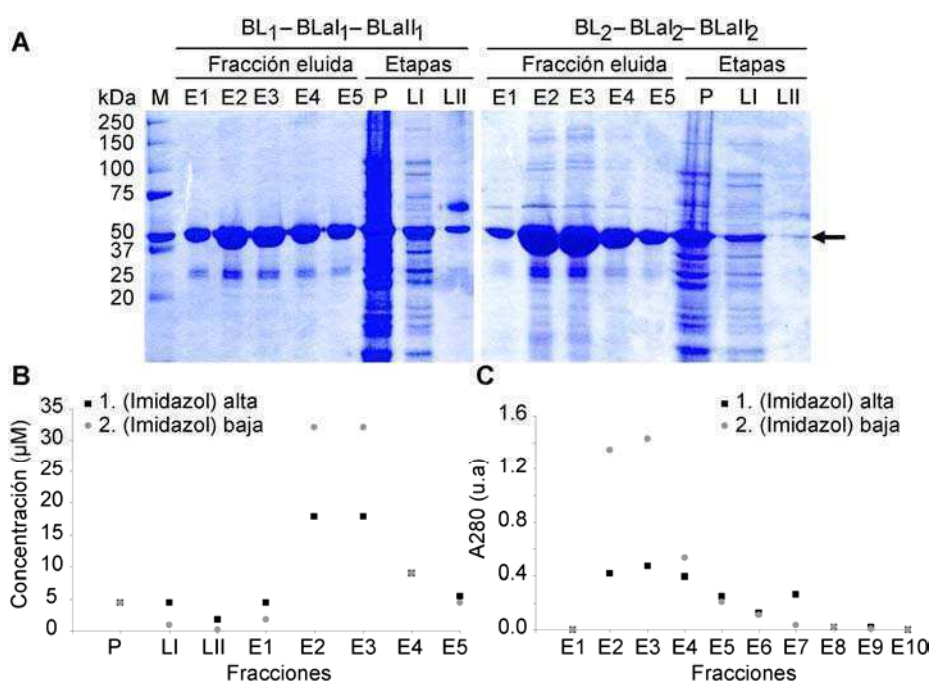 A
BL1–BLaI1–BLaII1 BL2–BLaI2–BLaII2
Fracción eluida Etapas Fracción eluida Etapas
kDa M E1 E2 E3 E4 E5 P LI LII E1 E2 E3 E4 E5 P LI LII
250
150
100
75
50
37
25
20
B
1. (Imidazol) alta
2. (Imidazol) baja
Concentración (µM)
35
30
25
20
15
10
5
0
P LI LII E1 E2 E3 E4 E5
Fracciones
C
1. (Imidazol) alta
2. (Imidazol) baja
A280 (u.a)
1.6
1.2
0.8
0.4
0.0
E1 E2 E3 E4 E5 E6 E7 E8 E9 E10
Fracciones